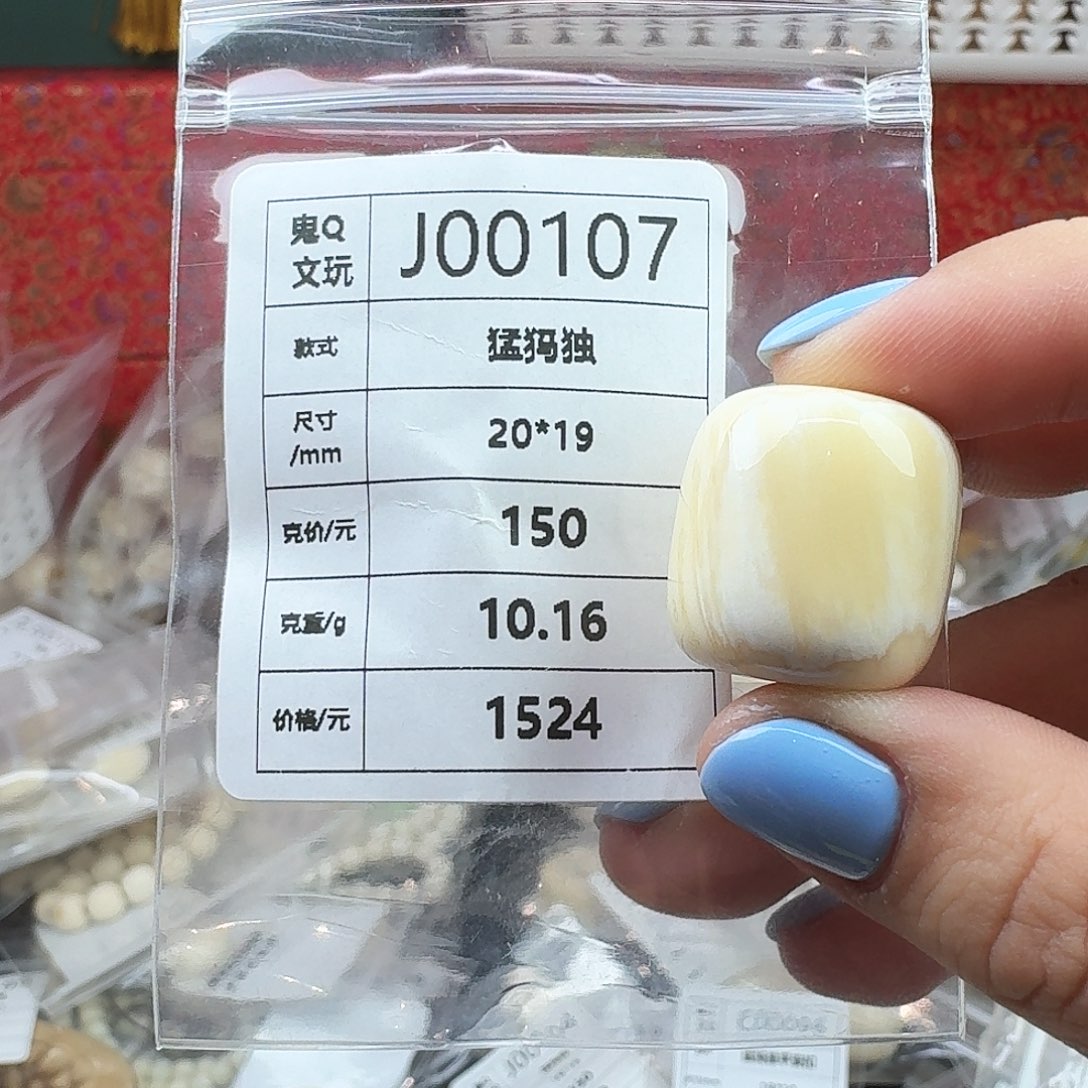 鬼Q
文玩
J00107
款式
猛犸独
尺寸
/mm
20*19
克价/元
150
克重/g
10.16
价格/元
1524